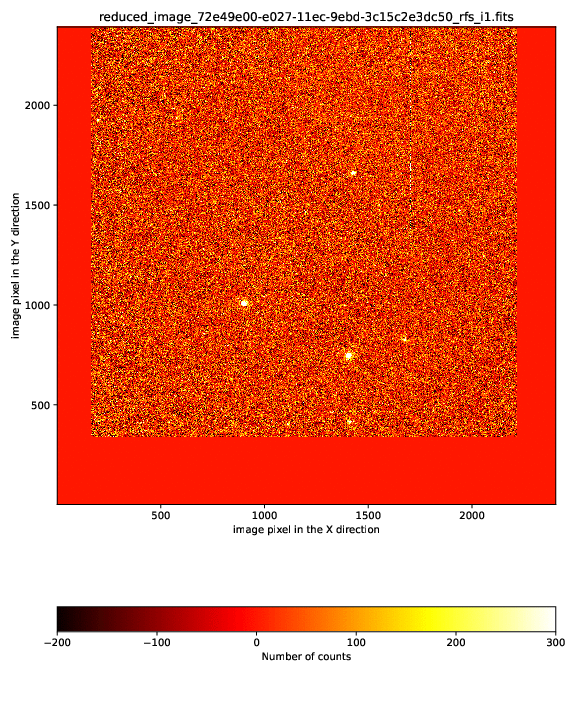 reduced_image_72e49e00-e027-11ec-9ebd-3c15c2e3dc50_rfs_i1.fits
2000
1500
1000
500
image pixel in the Y direction
500 1000 1500 2000
image pixel in the X direction
−200 −100 0 100 200 300
Number of counts